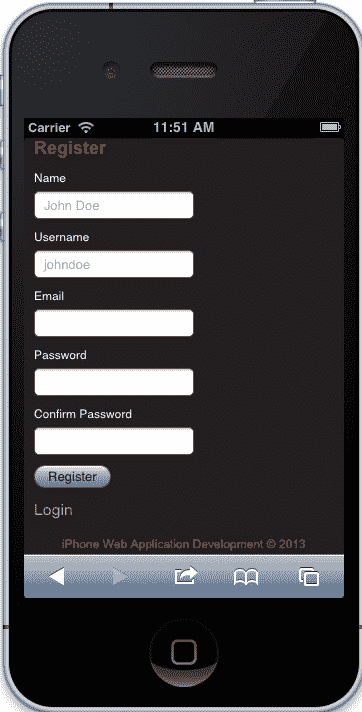 Carrier 11:51 AM
Register
Name
John Doe
Username
johndoe
Email
Password
Confirm Password
Register
Login
iPhone Web Application Development © 2013